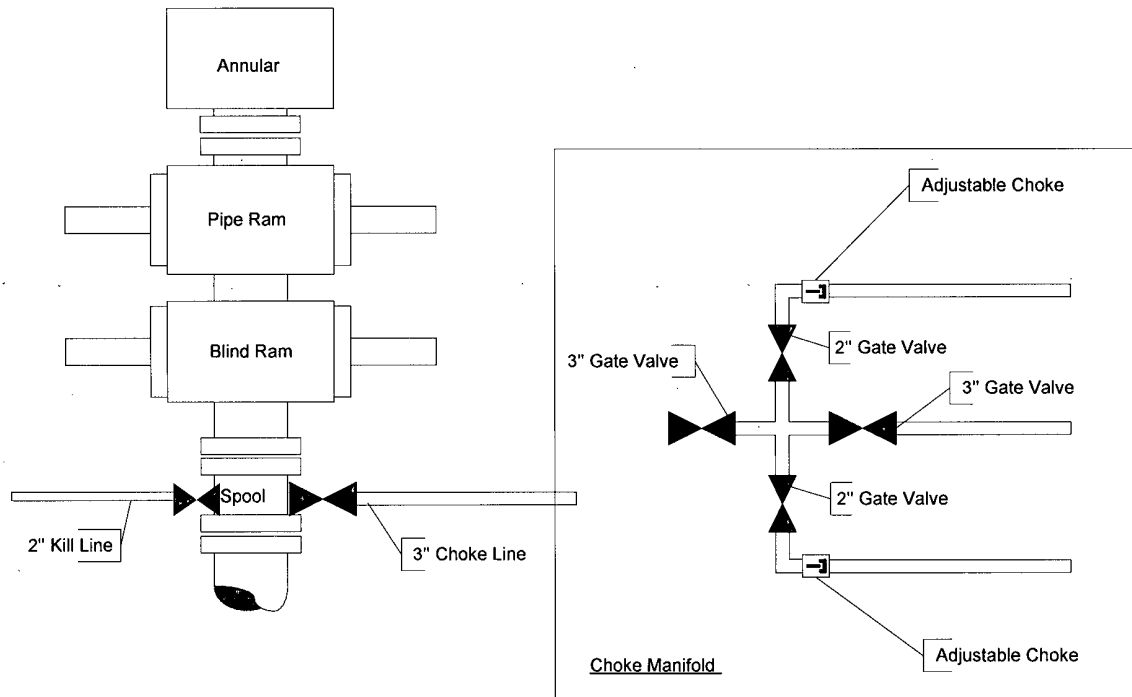 Annular
Pipe Ram
Blind Ram
Spool
2" Kill Line
3" Choke Line
Adjustable Choke
2" Gate Valve
3" Gate Valve
3" Gate Valve
2" Gate Valve
Adjustable Choke
Choke Manifold